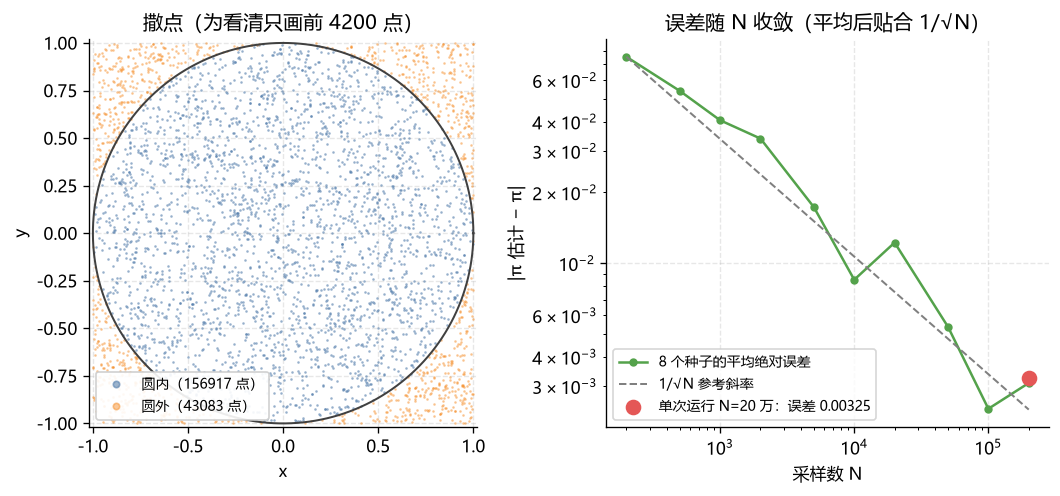 撒点（为看清只画前 4200 点）
1.00
0.75
0.50
0.25
0.00
-0.25
-0.50
-0.75
-1.00
y
圆内（156917 点）
圆外（43083 点）
-1.0 -0.5 0.0 0.5 1.0
x
误差随 N 收敛（平均后贴合 1/√N）
6 × 10⁻²
4 × 10⁻²
3 × 10⁻²
2 × 10⁻²
10⁻²
6 × 10⁻³
4 × 10⁻³
3 × 10⁻³
|π 估计 − π|
8 个种子的平均绝对误差
1/√N 参考斜率
单次运行 N=20 万：误差 0.00325
10³ 10⁴ 10⁵
采样数 N